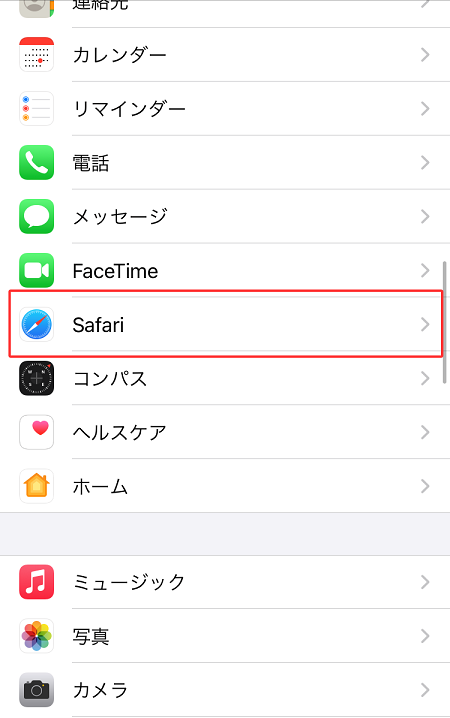 連絡先
カレンダー
リマインダー
電話
メッセージ
FaceTime
Safari
コンパス
ヘルスケア
ホーム
ミュージック
写真
カメラ